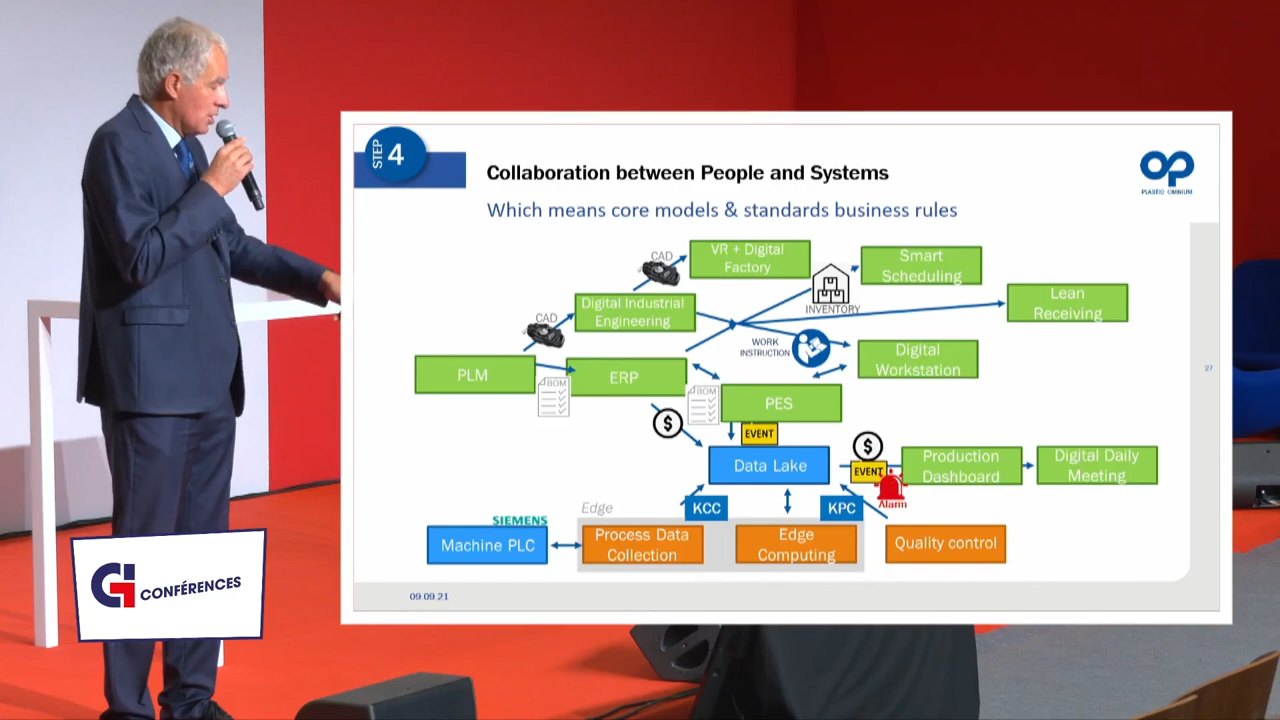 STEP 4
Collaboration between People and Systems
Which means core models & standards business rules
OP
PLASTIC OMNIUM
CAD
VR + Digital
Factory
Smart
Scheduling
INVENTORY
Lean
Receiving
CAD
Digital Industrial
Engineering
WORK
INSTRUCTION
Digital
Workstation
27
PLM
BOM
ERP
BOM
PES
$
EVENT
$
Data Lake
EVENT
Alarm
Production
Dashboard
Digital Daily
Meeting
Edge
KCC
KPC
SIEMENS
Machine PLC
Process Data
Collection
Edge
Computing
Quality control
09.09.21
GI CONFÉRENCES